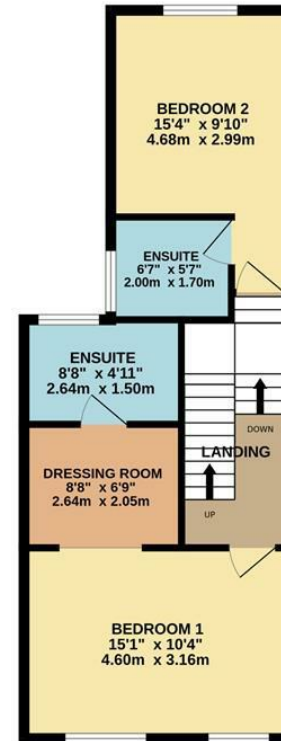 BEDROOM 2
15'4" x 9'10"
4.68m x 2.99m
ENSUITE
6'7" x 5'7"
2.00m x 1.70m
ENSUITE
8'8" x 4'11"
2.64m x 1.50m
DOWN
LANDING
DRESSING ROOM
8'8" x 6'9"
2.64m x 2.05m
UP
BEDROOM 1
15'1" x 10'4"
4.60m x 3.16m